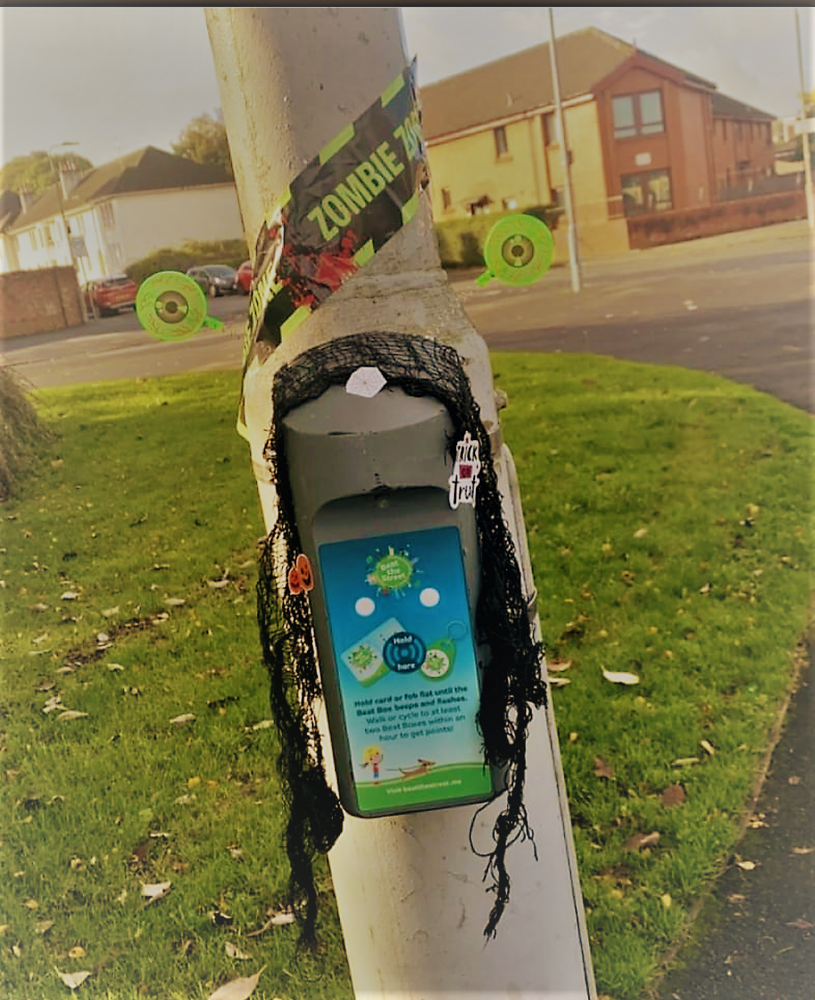 ZOMBIE ZO
TRICK
OR
Beat
the
Street
Hold
here
Hold card or fob flat until the
Beat Box beeps and flashes.
Walk or cycle to at least
two Beat Boxes within an
hour to get points!
Visit beatthestreet.me